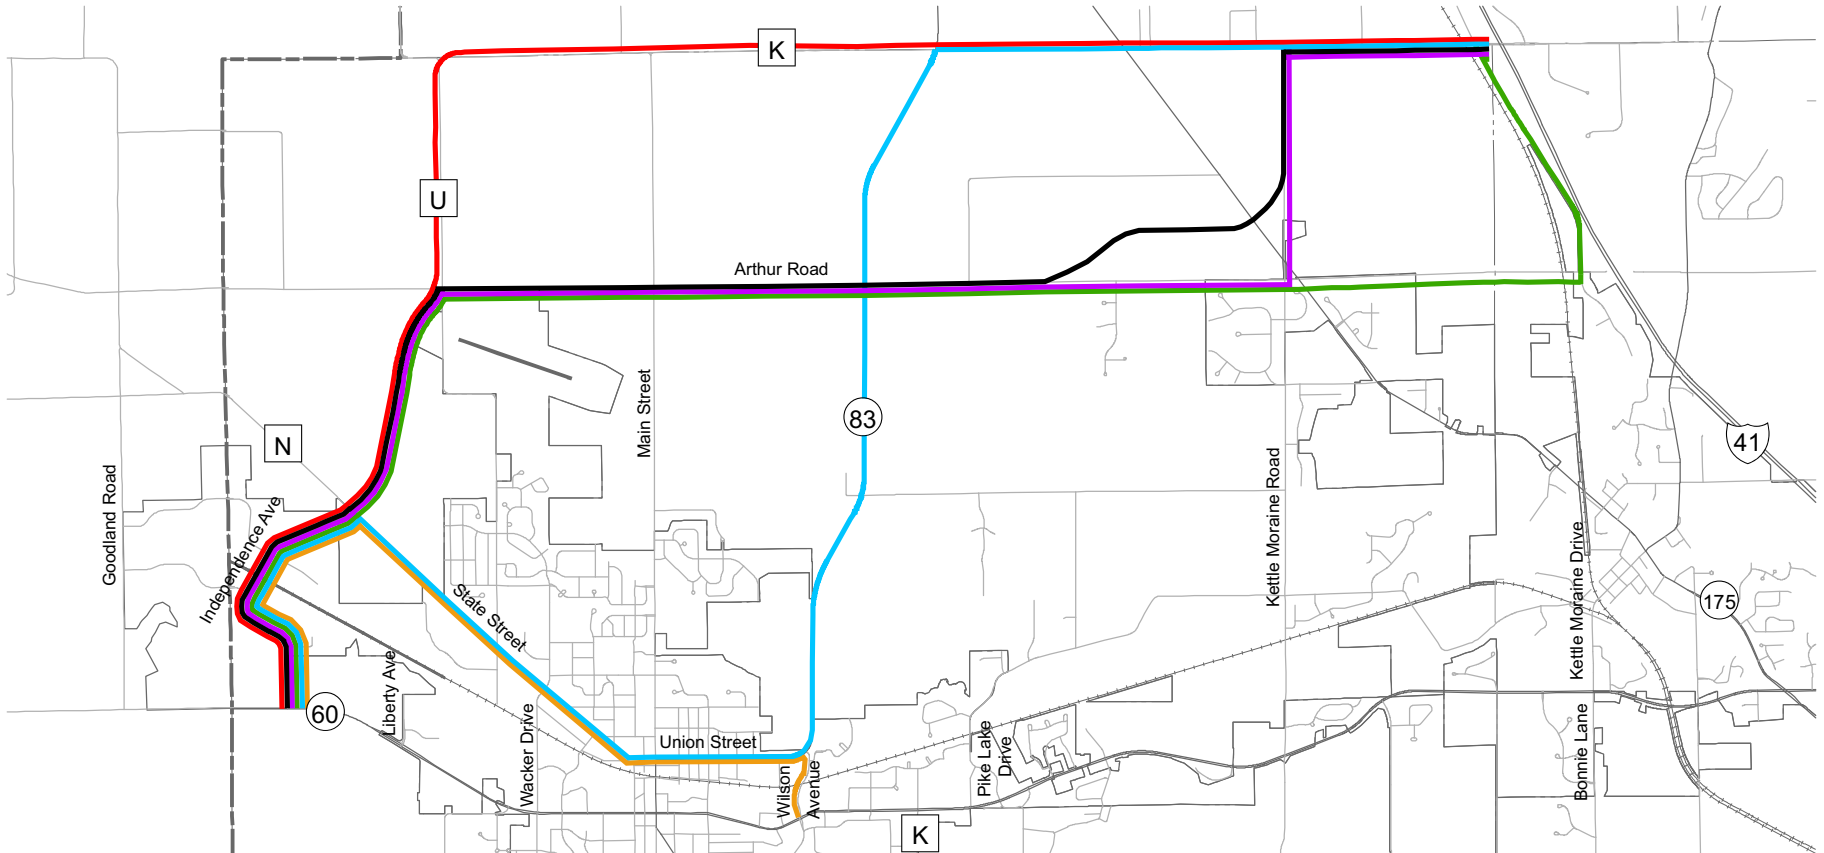 K
U
Arthur Road
Main Street
83
N
41
Goodland Road
Independence Ave
Kettle Moraine Road
Kettle Moraine Drive
State Street
175
Liberty Ave
60
Wacker Drive
Union Street
Wilson
Avenue
Pike Lake
Drive
Bonnie Lane
K